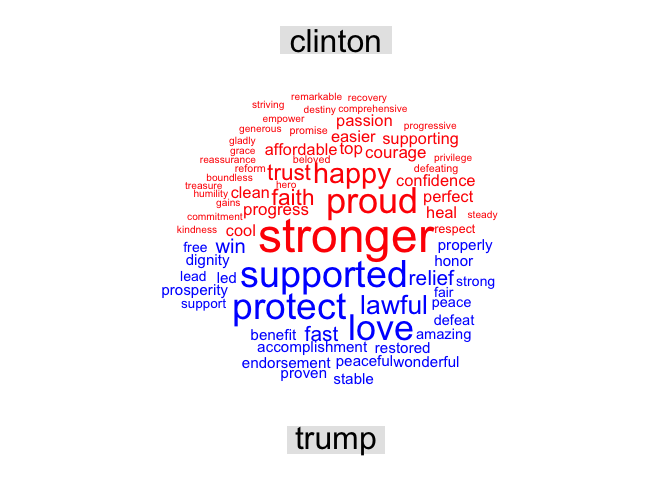 clinton
remarkable recovery
striving destiny comprehensive
empower passion
generous promise progressive
gladly easier supporting
grace affordable top courage
reassurance beloved privilege
reform trust happy defeating
boundless confidence
treasure hero
humility clean faith proud perfect
gains progress heal steady
commitment
kindness cool stronger respect
free win properly
dignity honor
lead led supported relief strong
prosperity fair
support protect lawful peace
love defeat
benefit fast amazing
accomplishment restored
endorsement peaceful wonderful
proven stable
trump